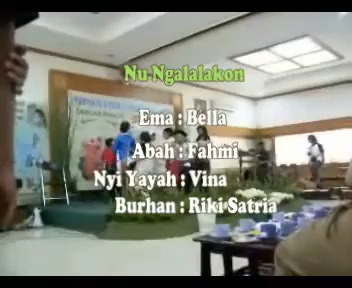 Nu Ngalalakon
Ema : Bella
Abah : Fahmi
Nyi Yayah : Vina
Burhan : Riki Satria